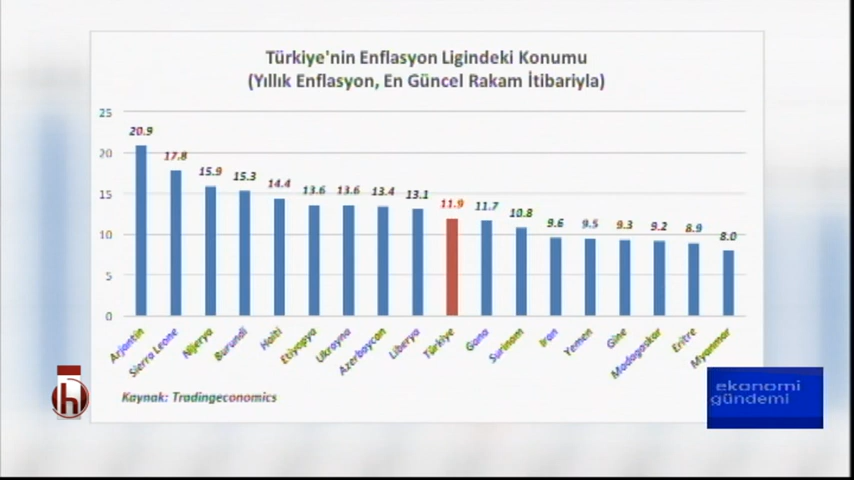 Türkiye'nin Enflasyon Ligindeki Konumu
(Yıllık Enflasyon, En Güncel Rakam İtibariyla)
25
20
15
10
5
0
20.9
17.8
15.9
15.3
14.4
13.6
13.6
13.4
13.1
11.9
11.7
10.8
9.6
9.5
9.3
9.2
8.9
8.0
Arjantin
Sierra Leone
Nijerya
Burundi
Haiti
Etiyopya
Ukrayna
Azerbaycan
Liberya
Türkiye
Gana
Surinam
İran
Yemen
Gine
Madagaskar
Eritre
Myanmar
Kaynak: Tradingeconomics
h
ekonomi
gündemi